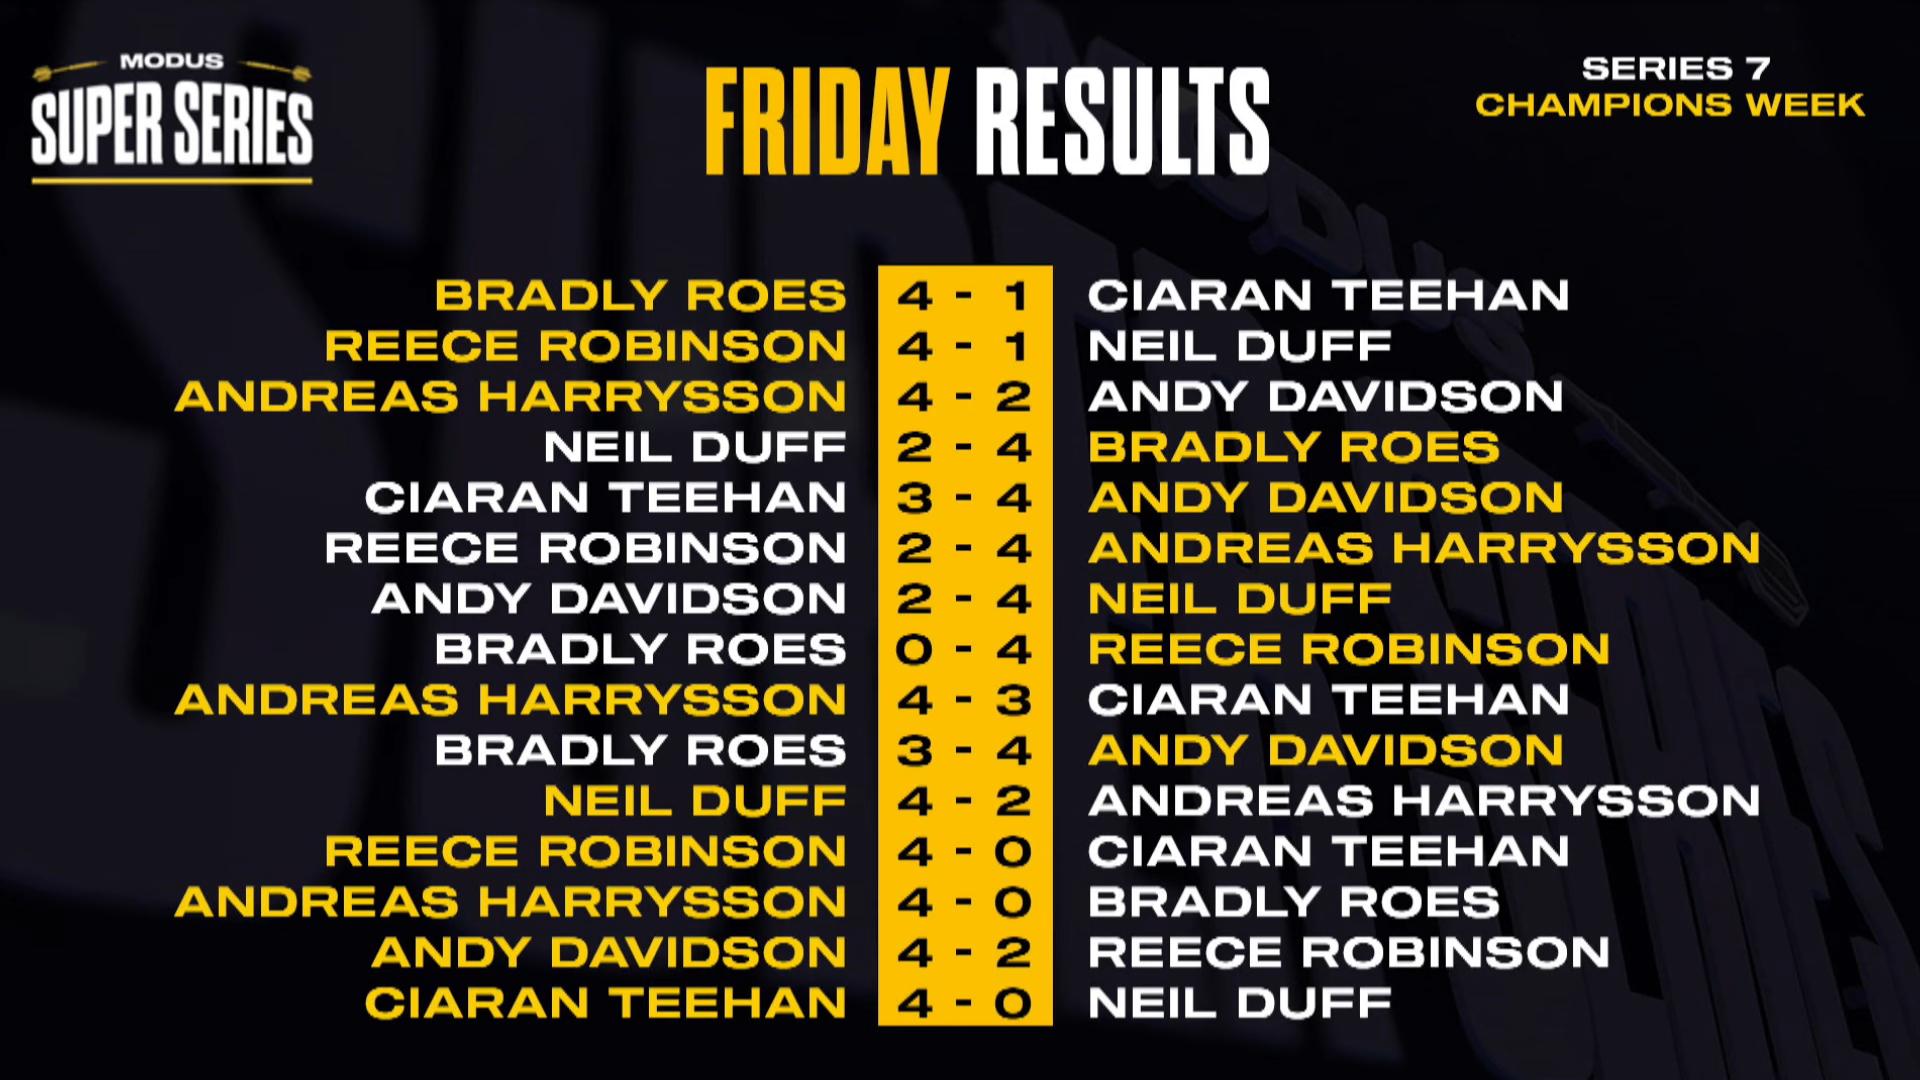 MODUS
SUPER SERIES
FRIDAY RESULTS
SERIES 7
CHAMPIONS WEEK
BRADLY ROES 4 - 1 CIARAN TEEHAN
REECE ROBINSON 4 - 1 NEIL DUFF
ANDREAS HARRYSSON 4 - 2 ANDY DAVIDSON
NEIL DUFF 2 - 4 BRADLY ROES
CIARAN TEEHAN 3 - 4 ANDY DAVIDSON
REECE ROBINSON 2 - 4 ANDREAS HARRYSSON
ANDY DAVIDSON 2 - 4 NEIL DUFF
BRADLY ROES 0 - 4 REECE ROBINSON
ANDREAS HARRYSSON 4 - 3 CIARAN TEEHAN
BRADLY ROES 3 - 4 ANDY DAVIDSON
NEIL DUFF 4 - 2 ANDREAS HARRYSSON
REECE ROBINSON 4 - 0 CIARAN TEEHAN
ANDREAS HARRYSSON 4 - 0 BRADLY ROES
ANDY DAVIDSON 4 - 2 REECE ROBINSON
CIARAN TEEHAN 4 - 0 NEIL DUFF